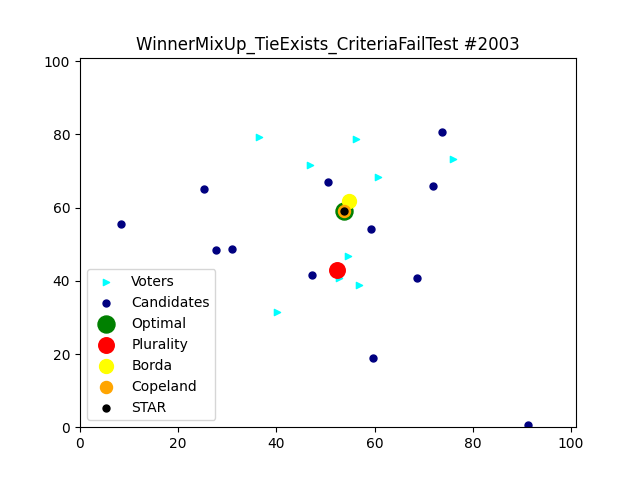 WinnerMixUp_TieExists_CriteriaFailTest #2003
100
80
60
40
20
0
Voters
Candidates
Optimal
Plurality
Borda
Copeland
STAR
0 20 40 60 80 100